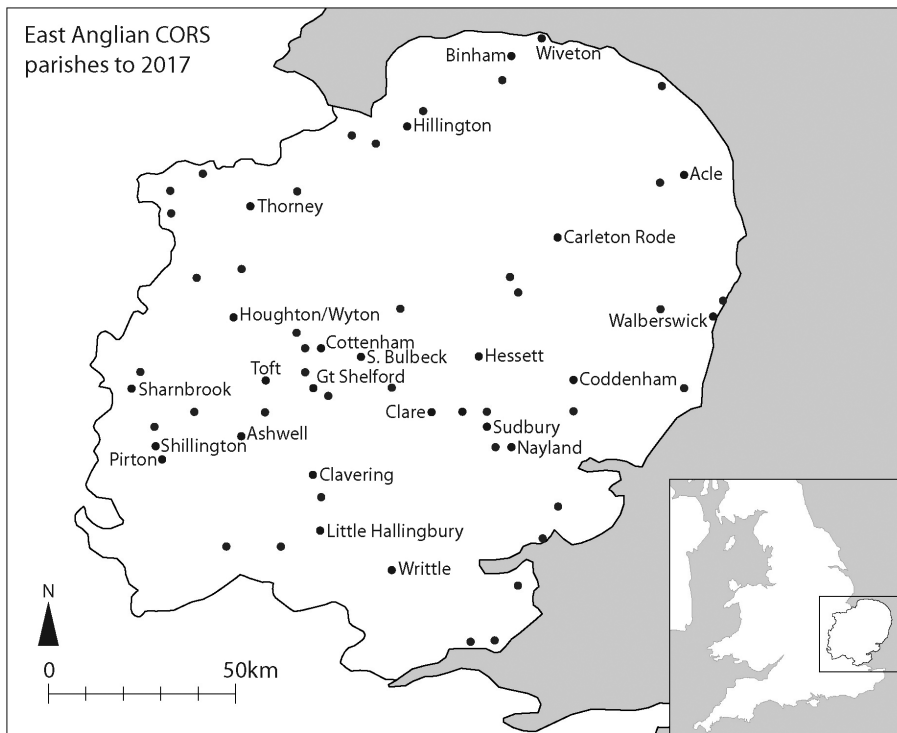 East Anglian CORS
parishes to 2017
Binham
Wiveton
Hillington
Acle
Thorney
Carleton Rode
Houghton/Wyton
Walberswick
Cottenham
S. Bulbeck
Hessett
Toft
Gt Shelford
Coddenham
Sharnbrook
Clare
Sudbury
Ashwell
Shillington
Nayland
Pirton
Clavering
Little Hallingbury
Writtle
N
0 50km